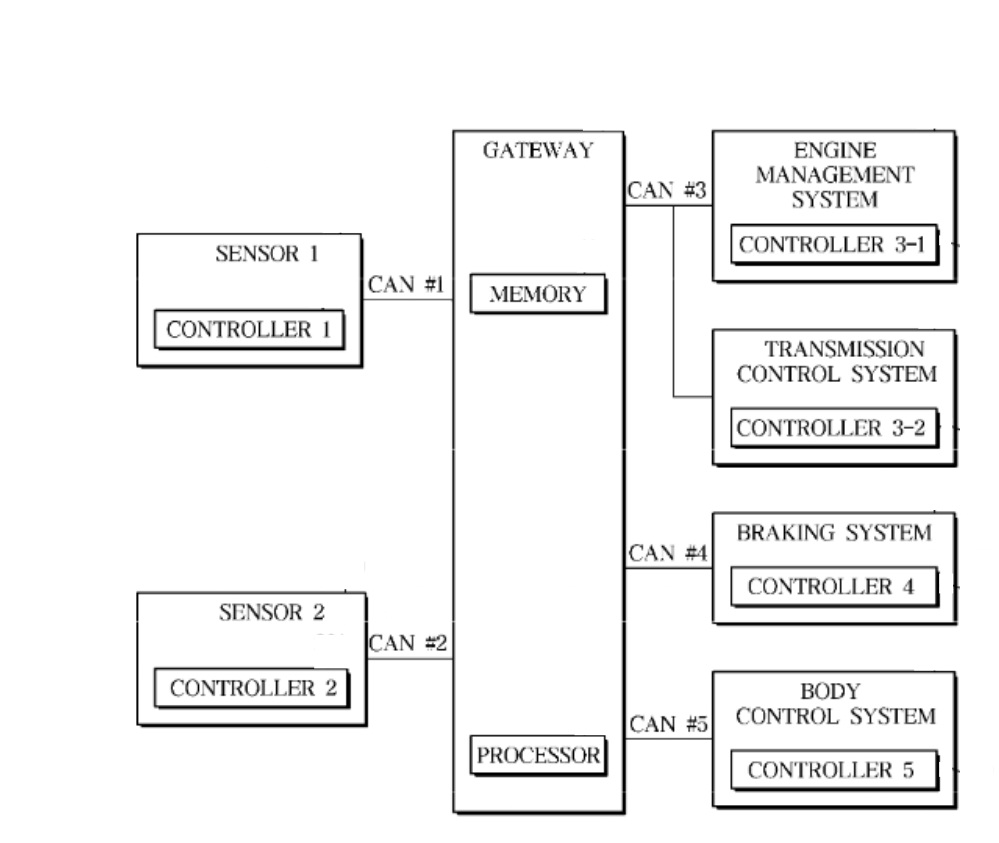 GATEWAY
MEMORY
PROCESSOR
SENSOR 1
CONTROLLER 1
CAN #1
SENSOR 2
CONTROLLER 2
CAN #2
CAN #3
ENGINE
MANAGEMENT
SYSTEM
CONTROLLER 3-1
TRANSMISSION
CONTROL SYSTEM
CONTROLLER 3-2
CAN #4
BRAKING SYSTEM
CONTROLLER 4
CAN #5
BODY
CONTROL SYSTEM
CONTROLLER 5